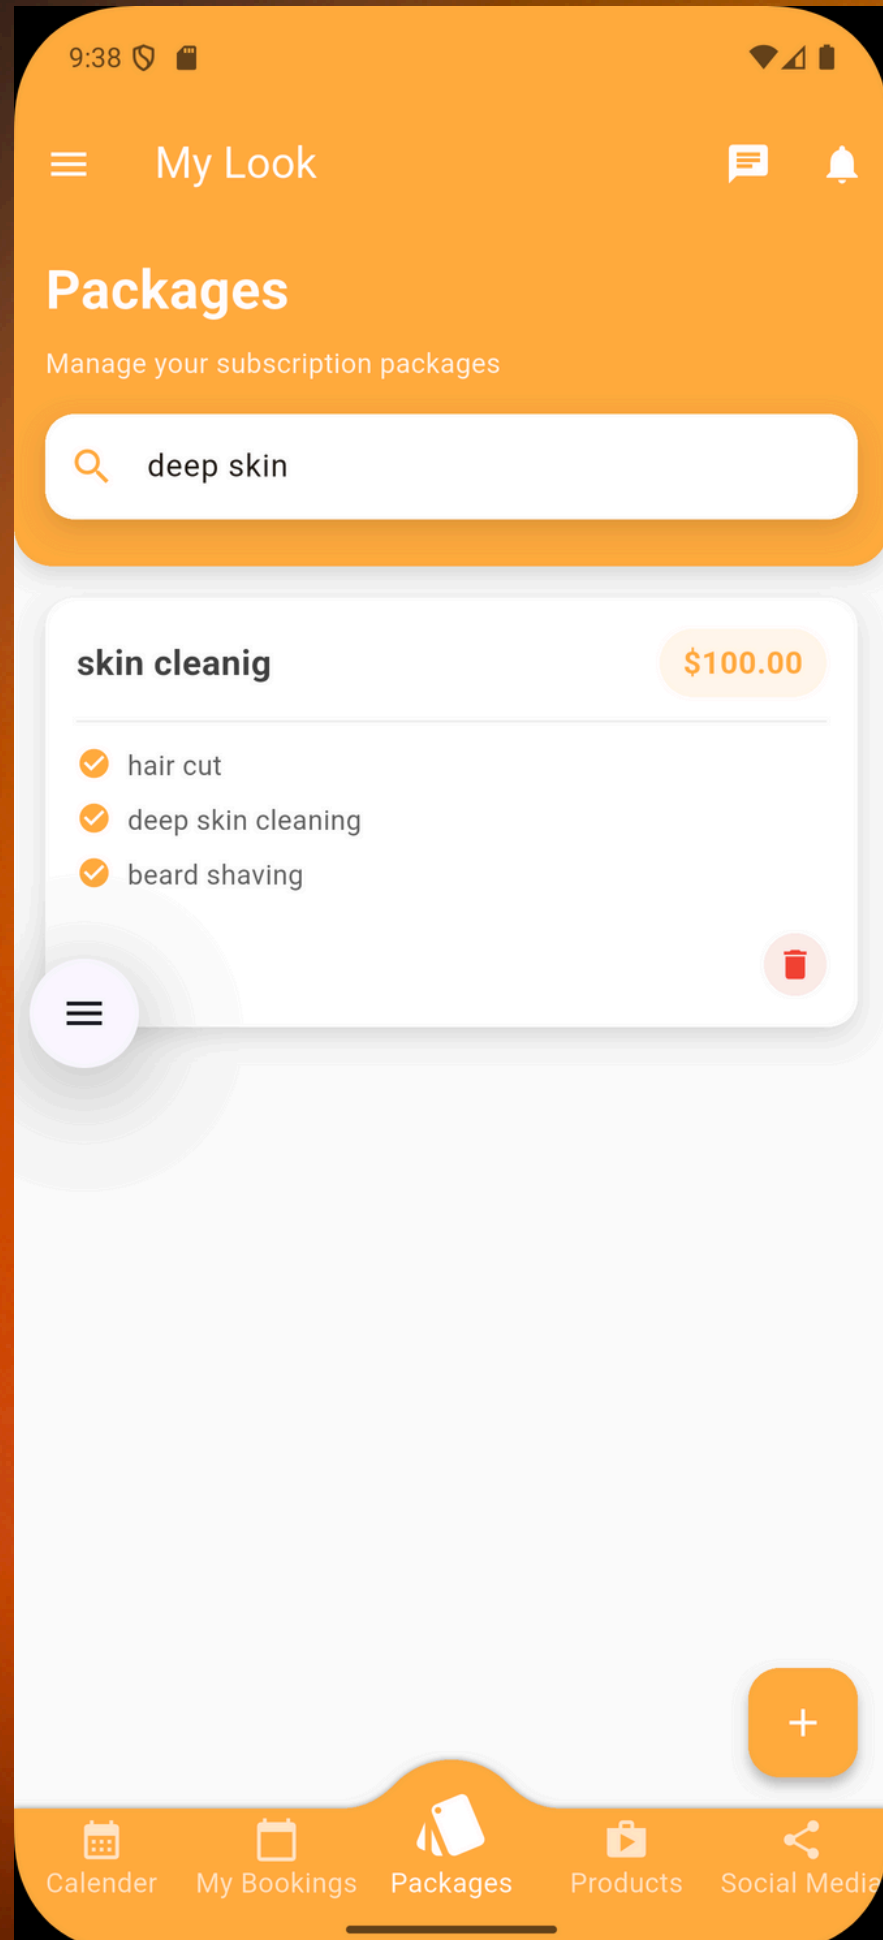 9:38
My Look
Packages
Manage your subscription packages
deep skin
skin cleanig
$100.00
hair cut
deep skin cleaning
beard shaving
Calender
My Bookings
Packages
Products
Social Media